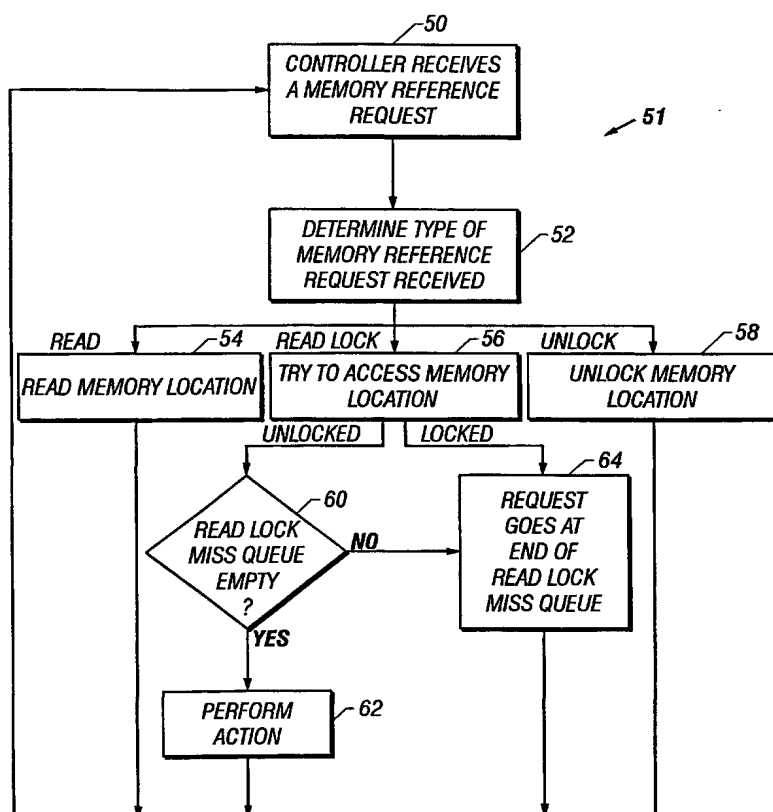 50
CONTROLLER RECEIVES
A MEMORY REFERENCE
REQUEST
51
DETERMINE TYPE OF
MEMORY REFERENCE
REQUEST RECEIVED
52
READ
54
READ LOCK
56
UNLOCK
58
READ MEMORY LOCATION
TRY TO ACCESS MEMORY
LOCATION
UNLOCK MEMORY
LOCATION
UNLOCKED
LOCKED
60
64
READ LOCK
MISS QUEUE
EMPTY
?
NO
YES
REQUEST
GOES AT
END OF
READ LOCK
MISS QUEUE
PERFORM
ACTION
62